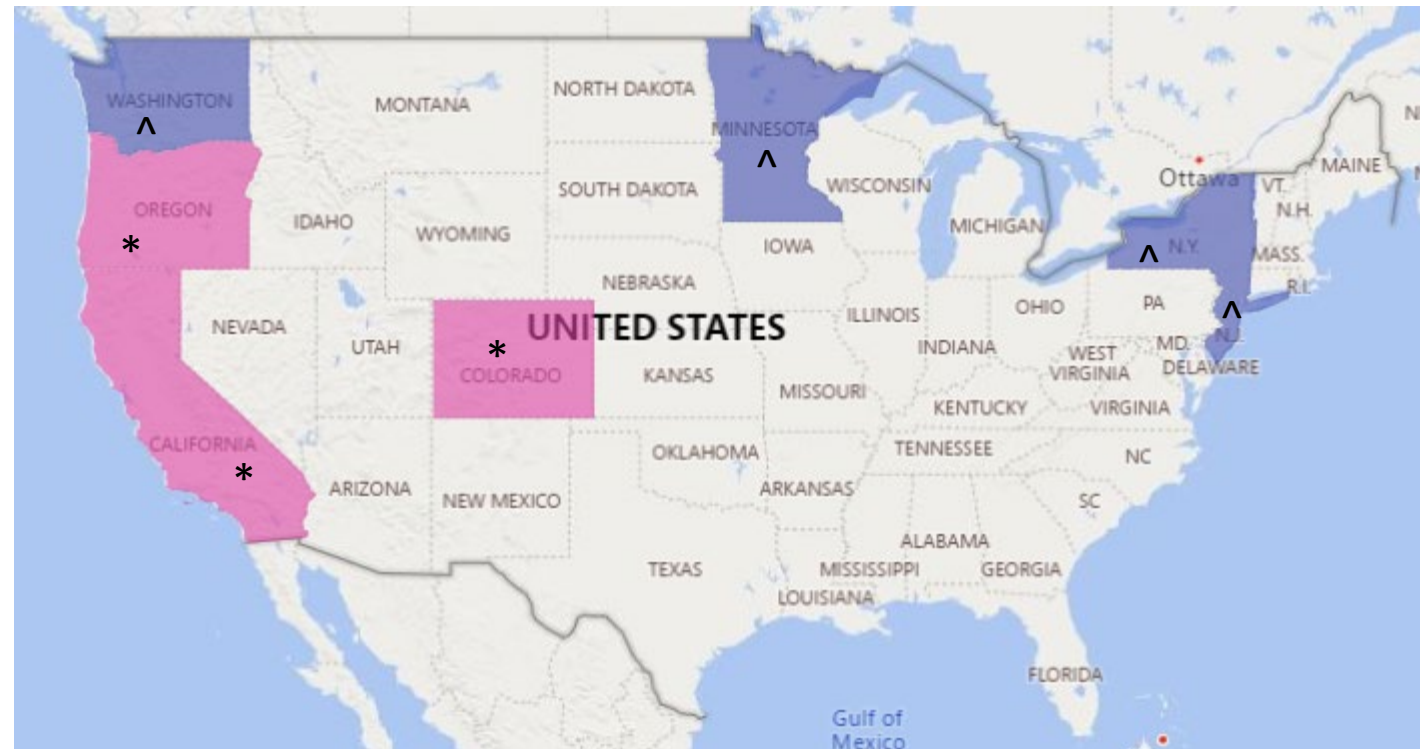 WASHINGTON
^
MONTANA
NORTH DAKOTA
MINNESOTA
^
MAINE
Ottawa
VT.
N.H.
OREGON
*
IDAHO
WYOMING
SOUTH DAKOTA
WISCONSIN
MICHIGAN
N.Y.
^
MASS.
R.I.
IOWA
NEBRASKA
NEVADA
UTAH
*
COLORADO
UNITED STATES
KANSAS
ILLINOIS
INDIANA
OHIO
PA
^
N.J.
MD.
DELAWARE
WEST
VIRGINIA
VIRGINIA
MISSOURI
KENTUCKY
CALIFORNIA
*
ARIZONA
NEW MEXICO
OKLAHOMA
ARKANSAS
TENNESSEE
NC
SC
TEXAS
MISSISSIPPI
ALABAMA
GEORGIA
LOUISIANA
FLORIDA
Gulf of
Mexico